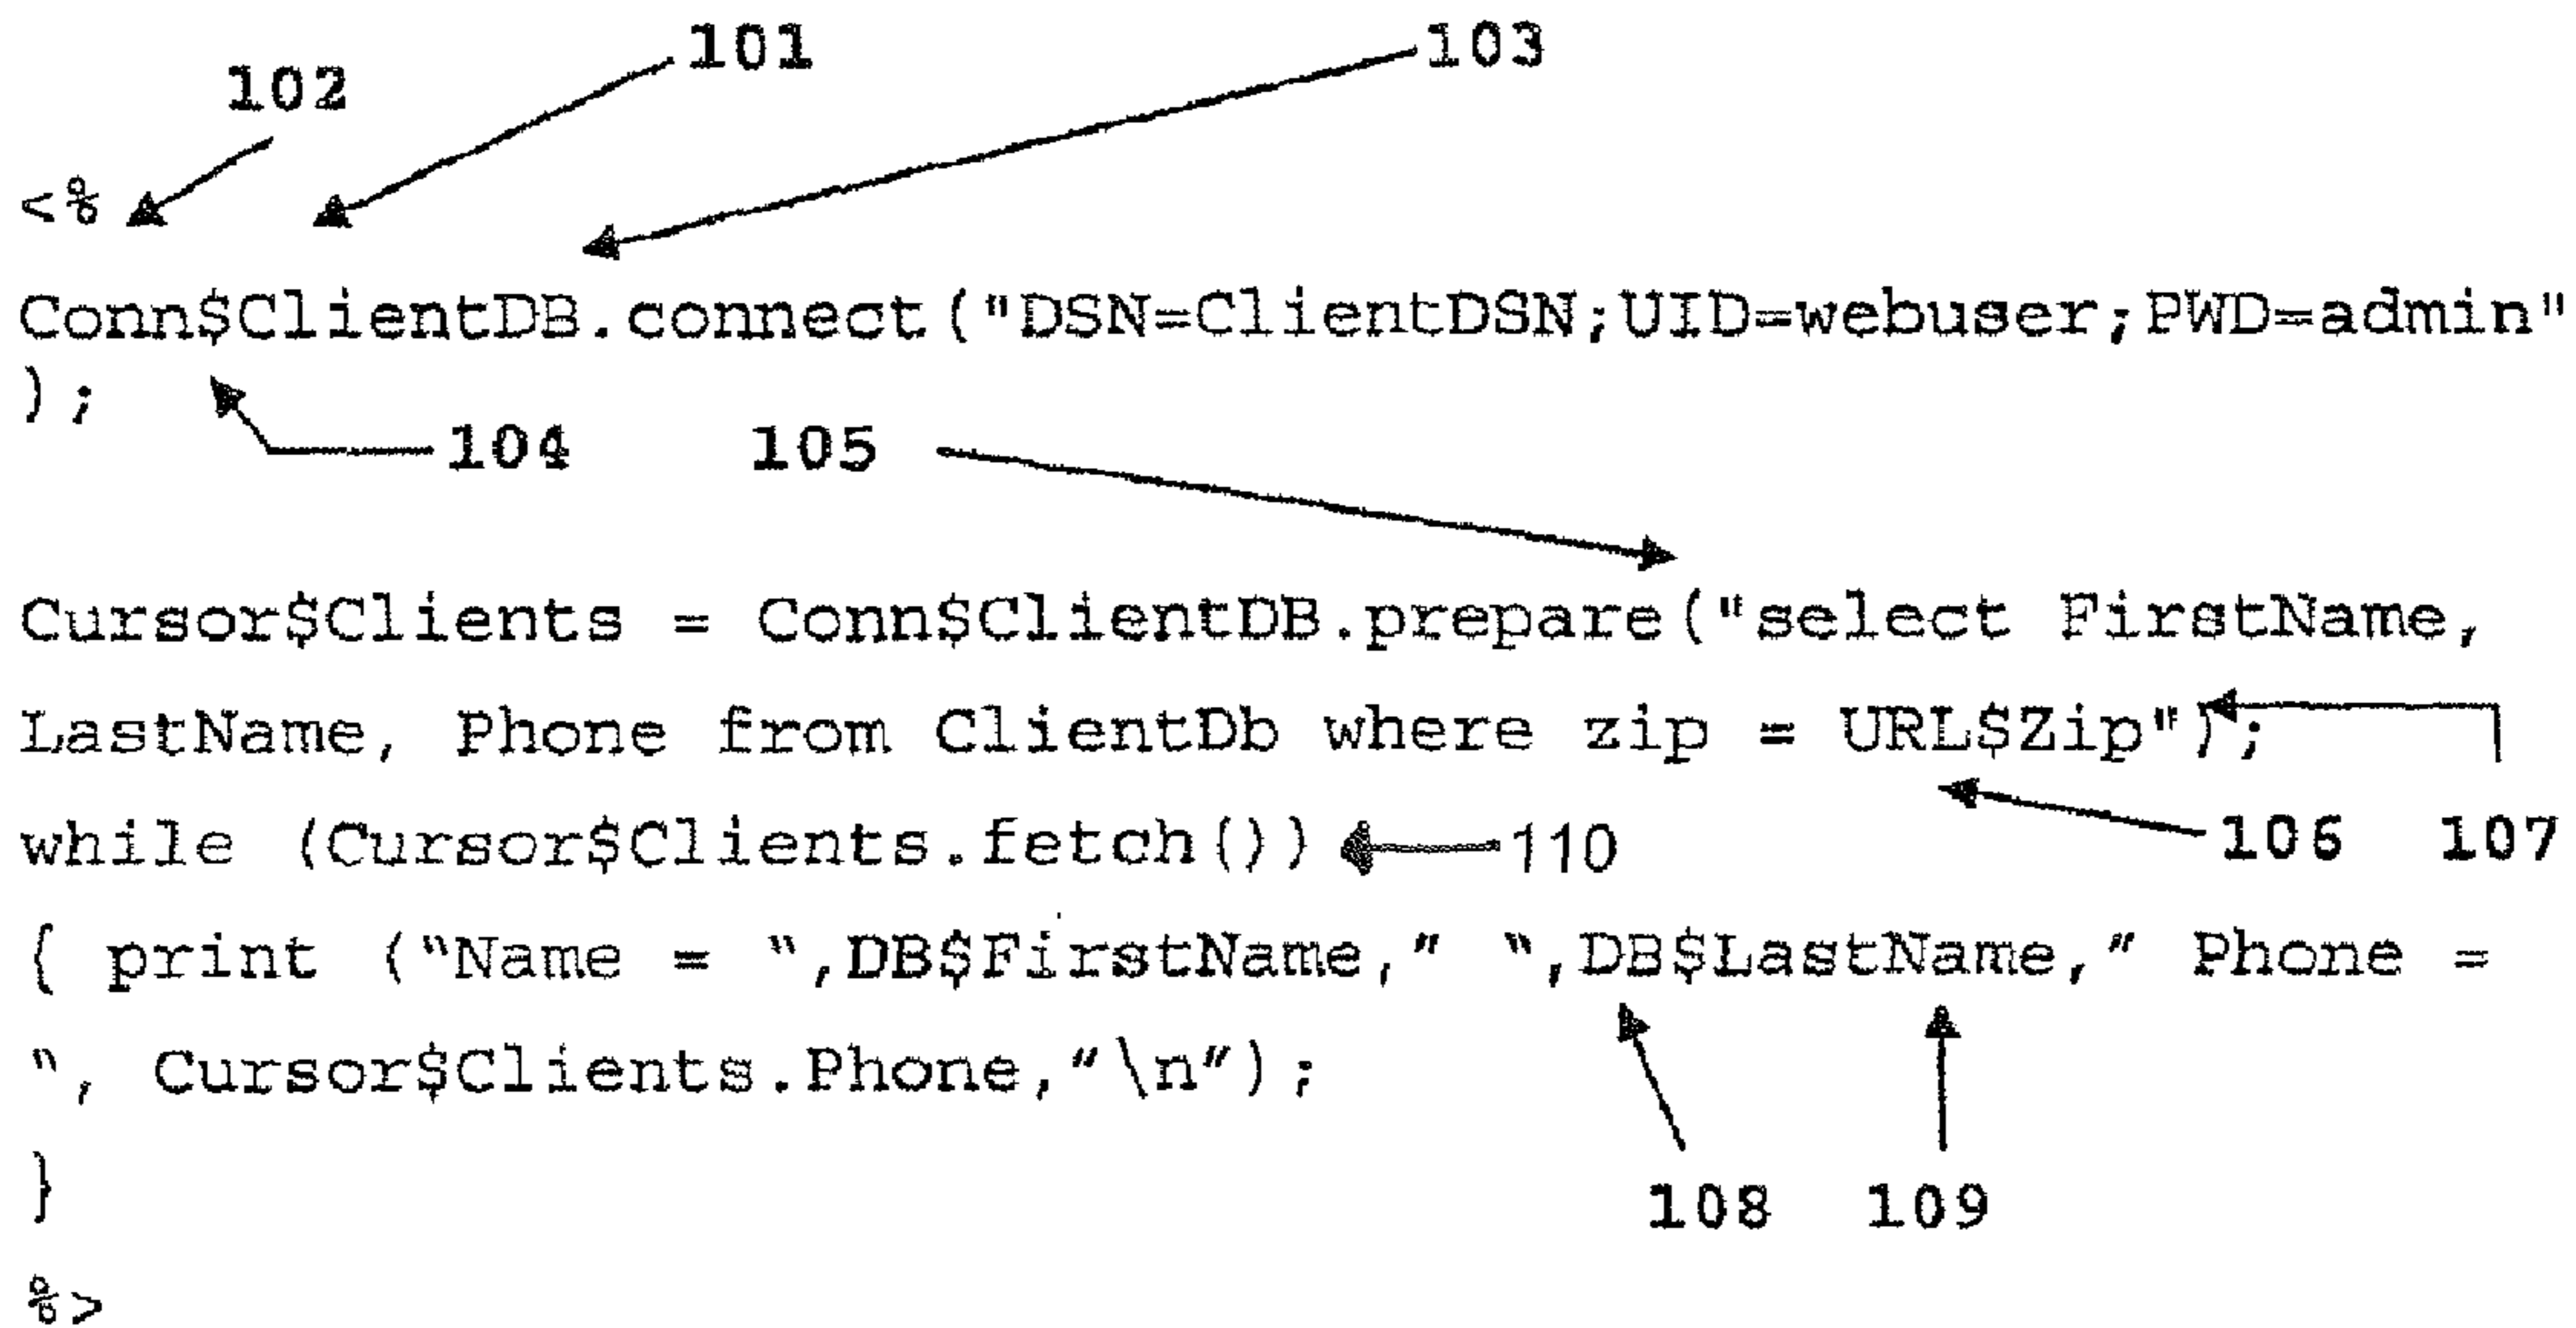 101
103
102
<%
Conn$ClientDB.connect("DSN=ClientDSN;UID=webuser;PWD=admin"
);
104 105
Cursor$Clients = Conn$ClientDB.prepare("select FirstName,
LastName, Phone from ClientDb where zip = URL$Zip");
while (Cursor$Clients.fetch()) 110 106 107
{ print ("Name = ",DB$FirstName," ",DB$LastName," Phone =
", Cursor$Clients.Phone,"\n");
}
108 109
%>